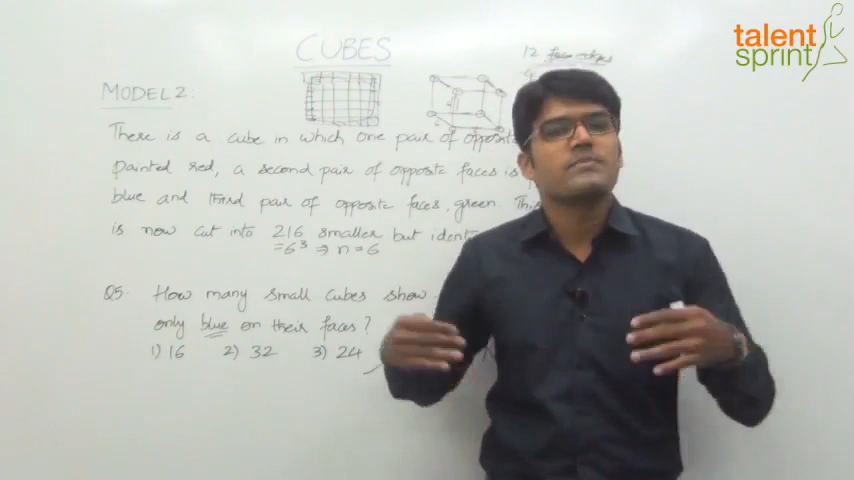 talent
sprint
CUBES
12
MODEL 2:
There is a cube in which one pair of opposite
painted red, a second pair of opposite faces is
blue and third pair of opposite faces, green. This
is now cut into 216 smaller but
=6³ ⇒ n = 6
Q5. How many small cubes show
only blue on their faces?
1) 16 2) 32 3) 24